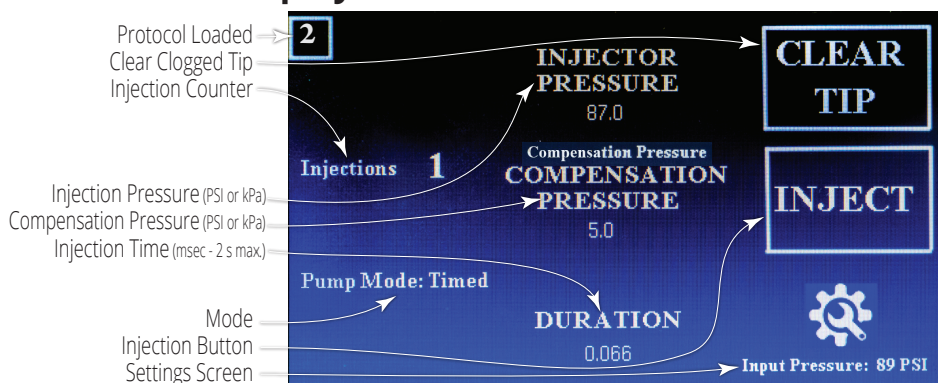 Protocol Loaded
Clear Clogged Tip
Injection Counter
Injection Pressure (PSI or kPa)
Compensation Pressure (PSI or kPa)
Injection Time (msec - 2 s max.)
Mode
Injection Button
Settings Screen
2
INJECTOR
PRESSURE
87.0
Injections 1
Compensation Pressure
COMPENSATION
PRESSURE
5.0
Pump Mode: Timed
DURATION
0.066
CLEAR
TIP
INJECT
Input Pressure: 89 PSI